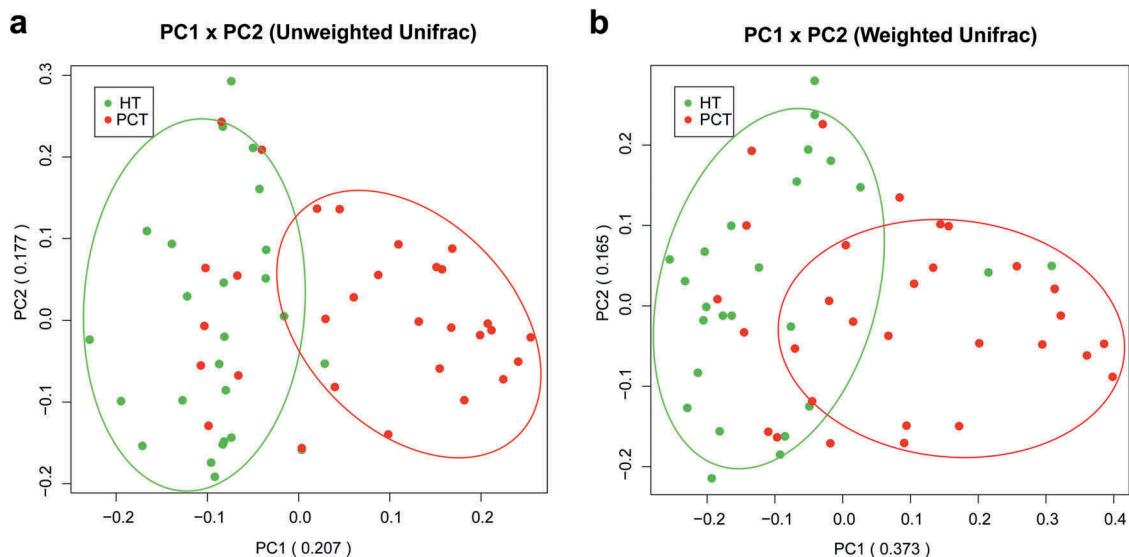 a
PC1 x PC2 (Unweighted Unifrac)
HT
PCT
0.3
0.2
0.1
0.0
−0.1
−0.2
PC2 ( 0.177)
−0.2 −0.1 0.0 0.1 0.2
PC1 ( 0.207)
b
PC1 x PC2 (Weighted Unifrac)
HT
PCT
0.2
0.1
0.0
−0.1
−0.2
PC2 ( 0.165)
−0.2 −0.1 0.0 0.1 0.2 0.3 0.4
PC1 ( 0.373)